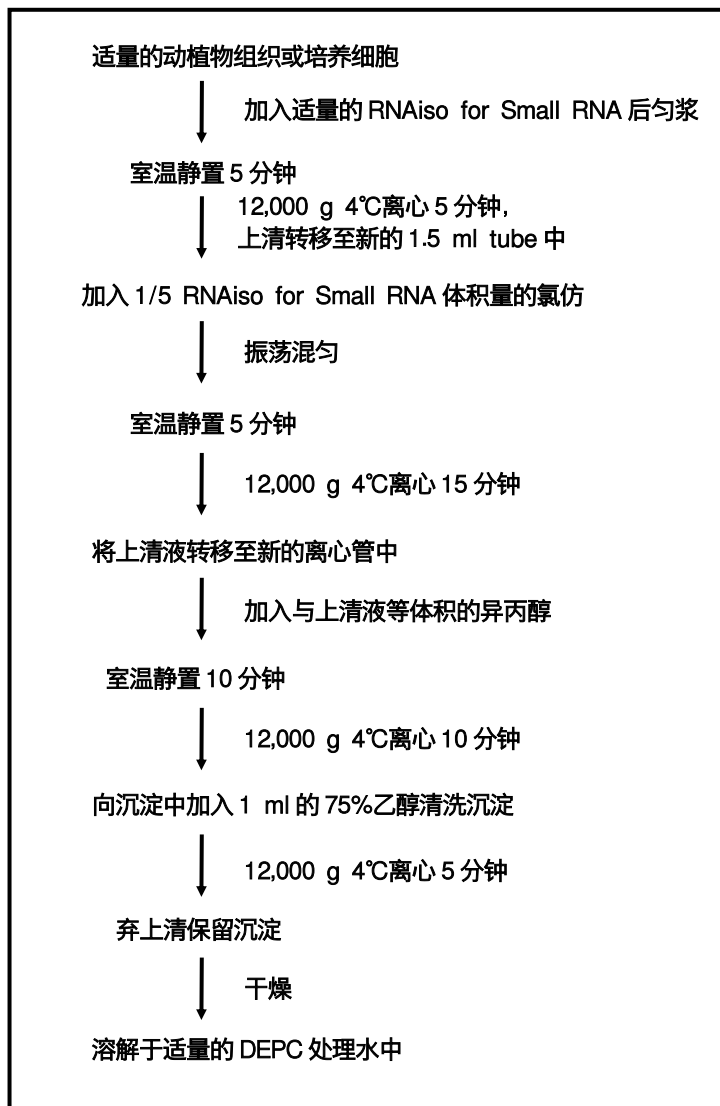 适量的动植物组织或培养细胞
加入适量的 RNAiso for Small RNA 后匀浆
室温静置 5 分钟
12,000 g 4℃离心 5 分钟，
上清转移至新的 1.5 ml tube 中
加入 1/5 RNAiso for Small RNA 体积量的氯仿
振荡混匀
室温静置 5 分钟
12,000 g 4℃离心 15 分钟
将上清液转移至新的离心管中
加入与上清液等体积的异丙醇
室温静置 10 分钟
12,000 g 4℃离心 10 分钟
向沉淀中加入 1 ml 的 75%乙醇清洗沉淀
12,000 g 4℃离心 5 分钟
弃上清保留沉淀
干燥
溶解于适量的 DEPC 处理水中